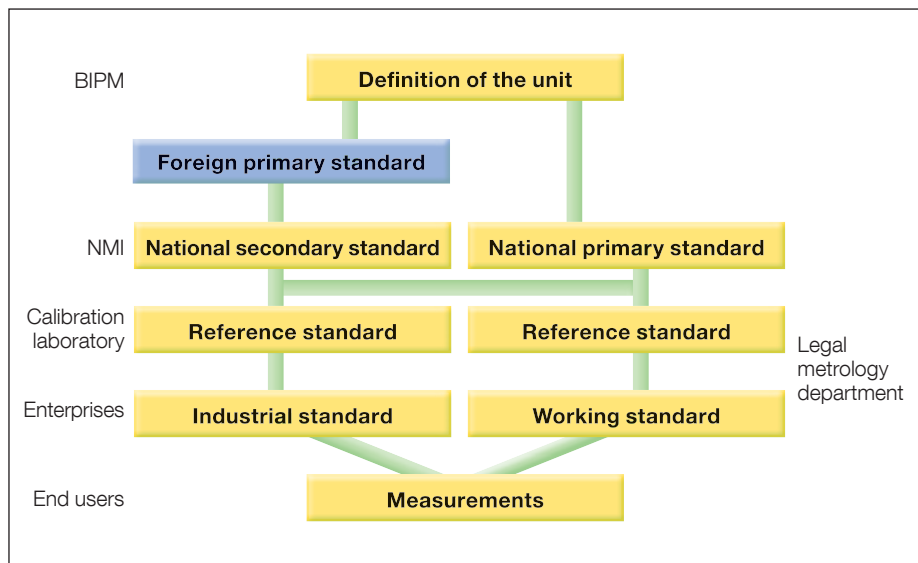 BIPM
Definition of the unit
Foreign primary standard
NMI
National secondary standard
National primary standard
Calibration
laboratory
Reference standard
Reference standard
Legal
metrology
department
Enterprises
Industrial standard
Working standard
End users
Measurements